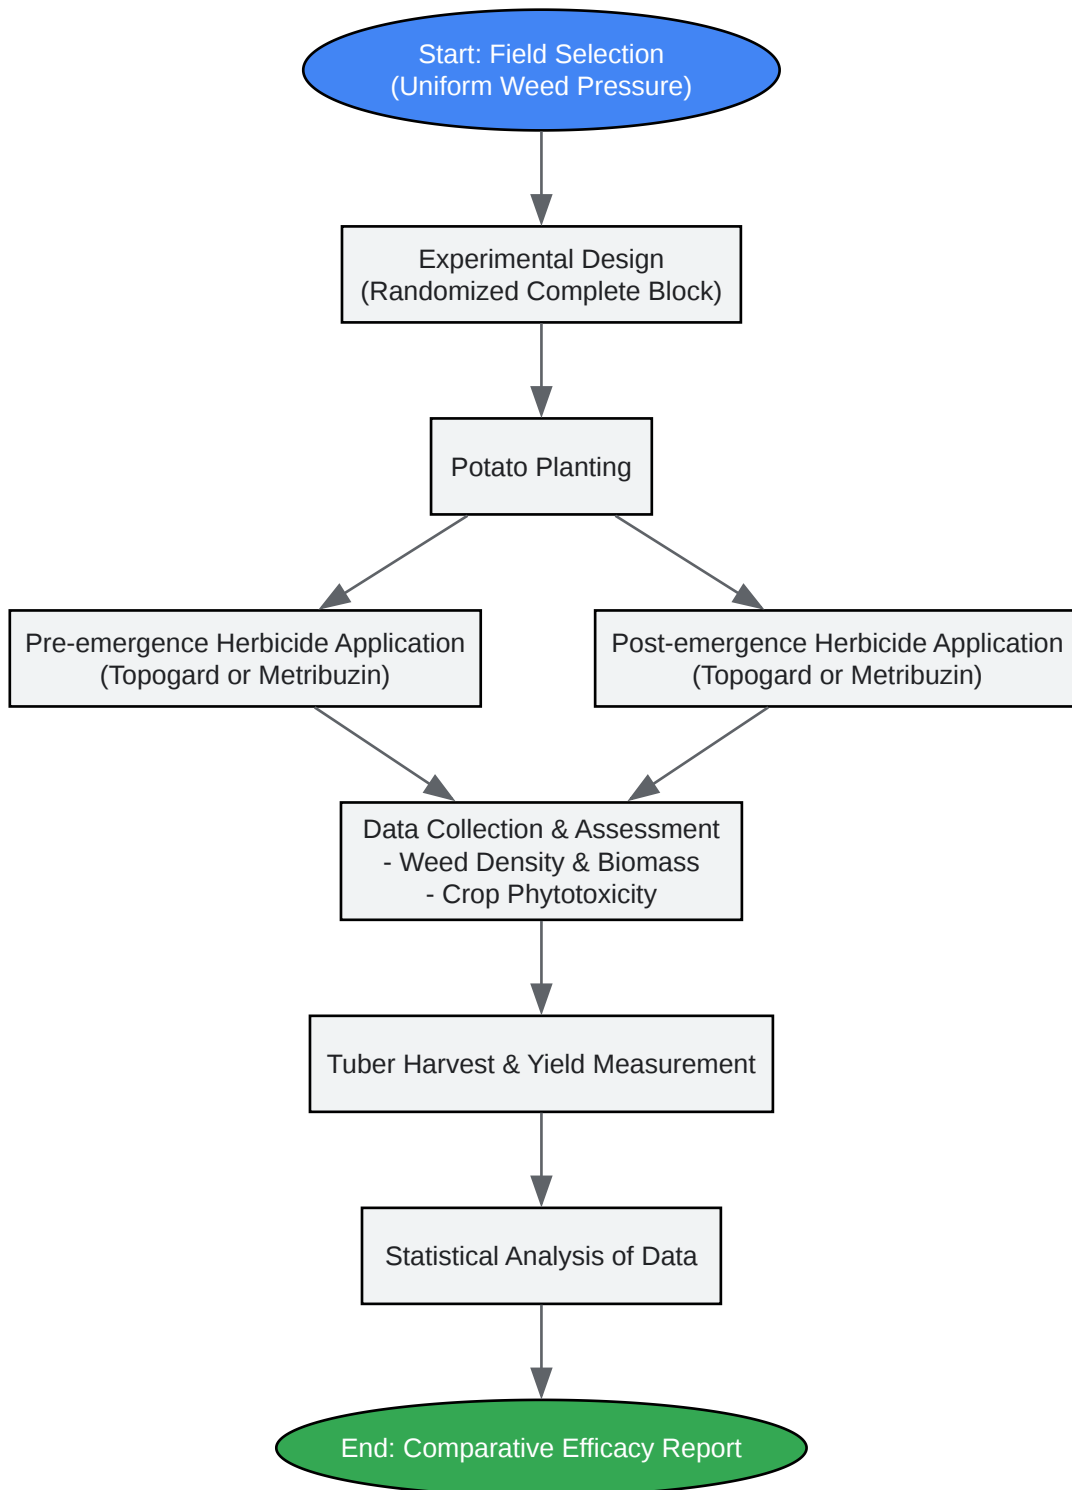 Start: Field Selection
(Uniform Weed Pressure)
Experimental Design
(Randomized Complete Block)
Potato Planting
Pre-emergence Herbicide Application
(Topogard or Metribuzin)
Post-emergence Herbicide Application
(Topogard or Metribuzin)
Data Collection & Assessment
- Weed Density & Biomass
- Crop Phytotoxicity
Tuber Harvest & Yield Measurement
Statistical Analysis of Data
End: Comparative Efficacy Report